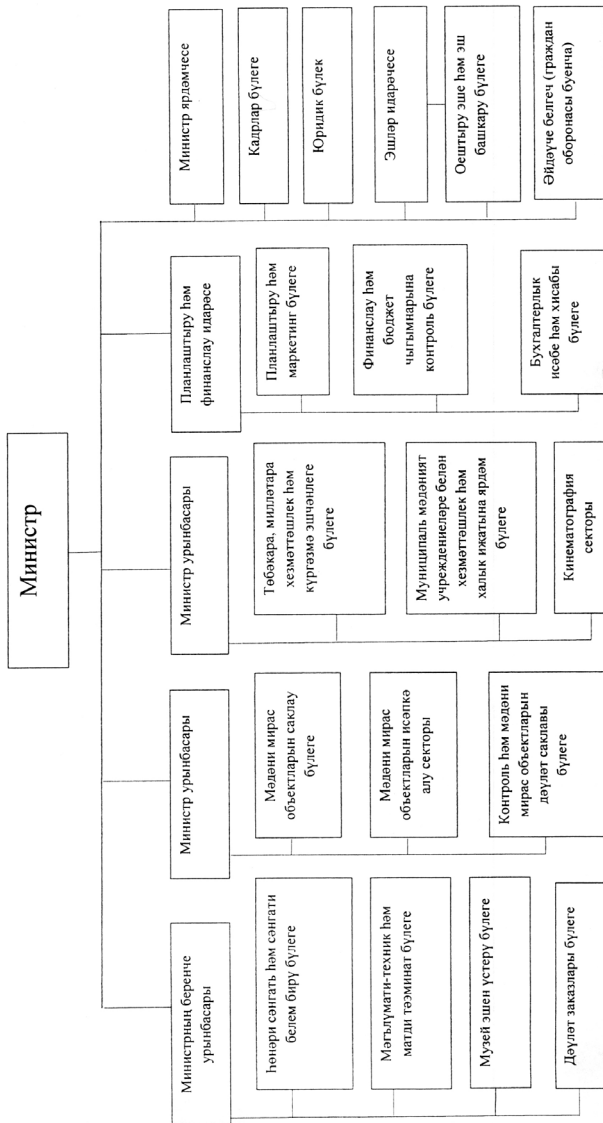 Министр
Министрның беренче
урынбасары
Һөнәри сәнгать һәм сәнгати
белем бирү бүлеге
Мәгълүмати-техник һәм
матди тәэминат бүлеге
Музей эшен үстерү бүлеге
Дәүләт заказлары бүлеге
Министр урынбасары
Мәдәни мирас
объектларын саклау
бүлеге
Мәдәни мирас
объектларын исәпкә
алу секторы
Контроль һәм мәдәни
мирас объектларын
дәүләт саклавы
бүлеге
Министр урынбасары
Төбәкара, милләтара
хезмәттәшлек һәм
күргәзмә эшчәнлеге
бүлеге
Муниципаль мәдәният
учреждениеләре белән
хезмәттәшлек һәм
халык иҗатына ярдәм
бүлеге
Кинематография
секторы
Планлаштыру һәм
финанслау идарәсе
Планлаштыру һәм
маркетинг бүлеге
Финанслау һәм
бюджет
чыгымнарына
контроль бүлеге
Бухгалтерлык
исәбе һәм хисабы
бүлеге
Министр ярдәмчесе
Кадрлар бүлеге
Юридик бүлек
Эшләр идарәчесе
Оештыру эше һәм эш
башкару бүлеге
Әйдәүче белгеч (граждан
оборонасы буенча)